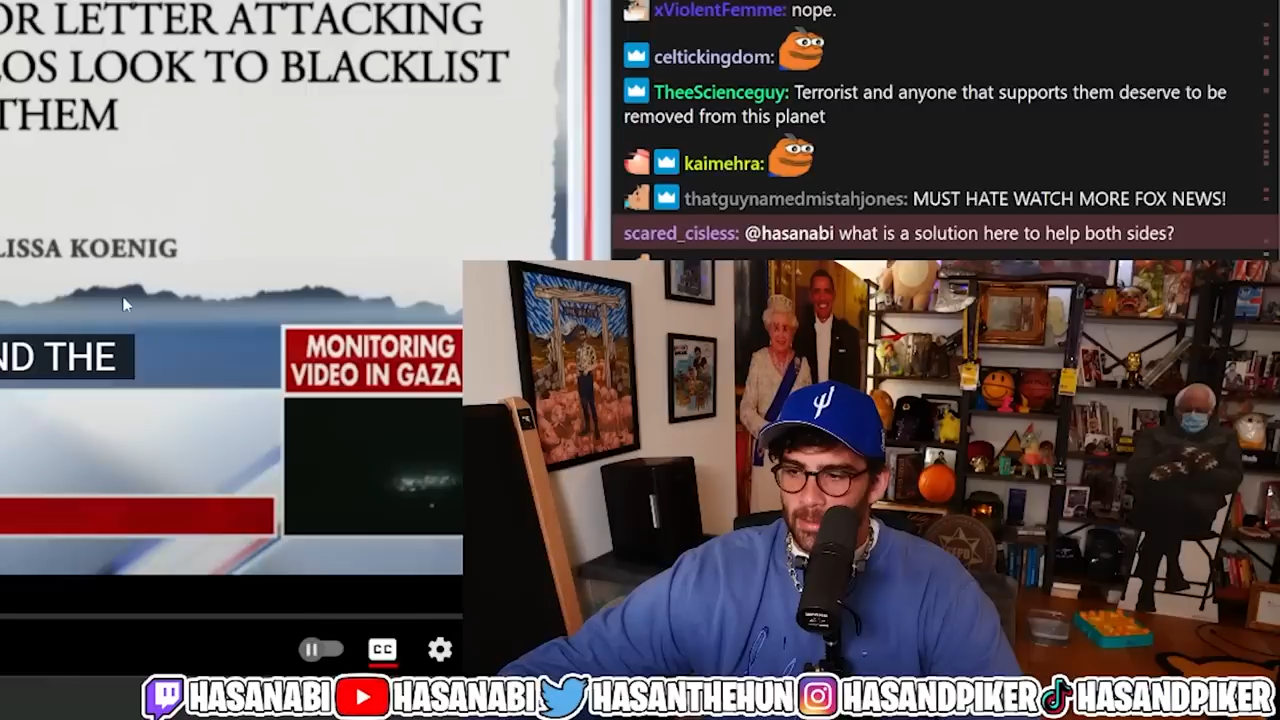 OR LETTER ATTACKING
OS LOOK TO BLACKLIST
THEM
LISSA KOENIG
ND THE
MONITORING
VIDEO IN GAZA
CC
xViolentFemme: nope.
celtickingdom:
TheeScienceguy: Terrorist and anyone that supports them deserve to be
removed from this planet
kaimehra:
thatguynamedmistahjones: MUST HATE WATCH MORE FOX NEWS!
scared_cisless: @hasanabi what is a solution here to help both sides?
HASANABI HASANABI HASANTHEHUN HASANDPIKER HASANDPIKER